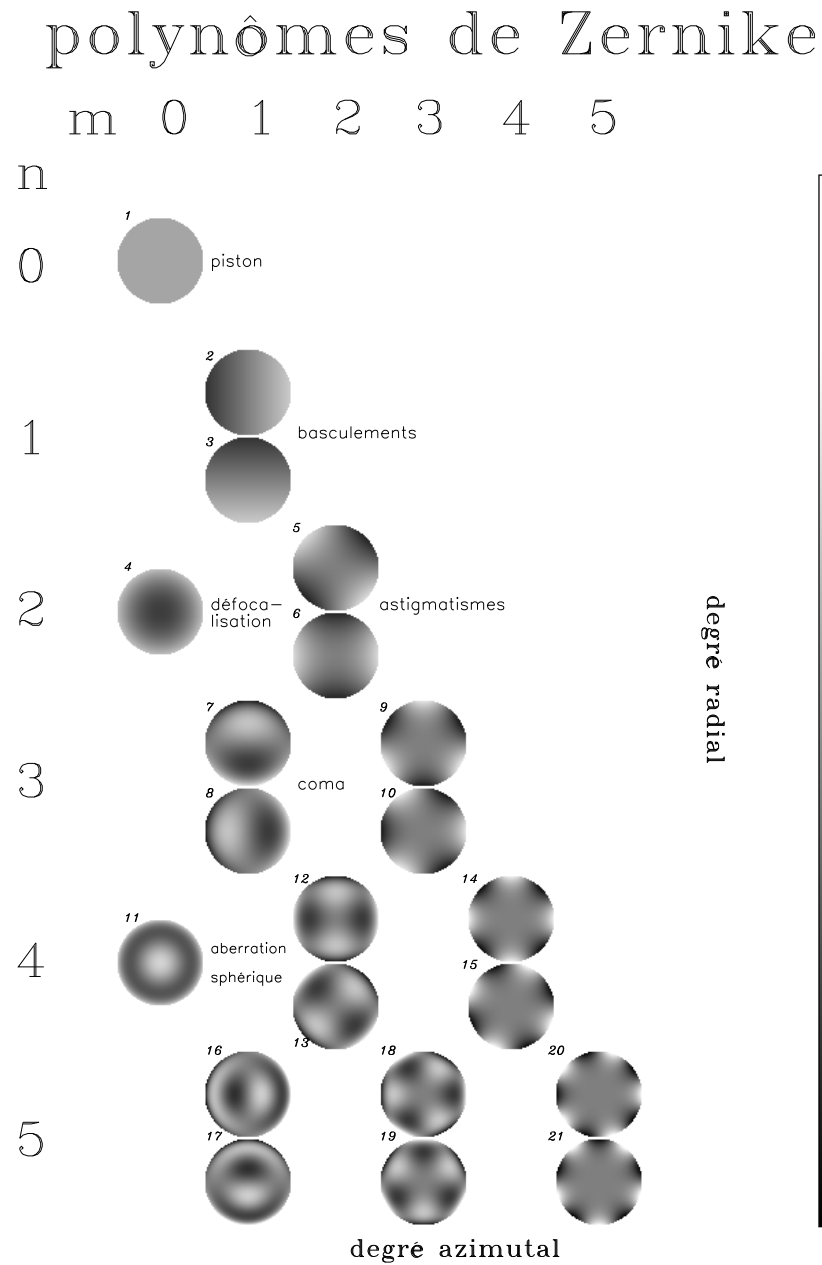 polynômes de Zernike
m 0 1 2 3 4 5
n
1
0
piston
2
1
basculements
3
5
4
2
défoca-
lisation
astigmatismes
6
degré radial
7
9
3
coma
8
10
12
14
11
4
aberration
sphérique
15
13
16
18
20
5
17
19
21
degré azimutal